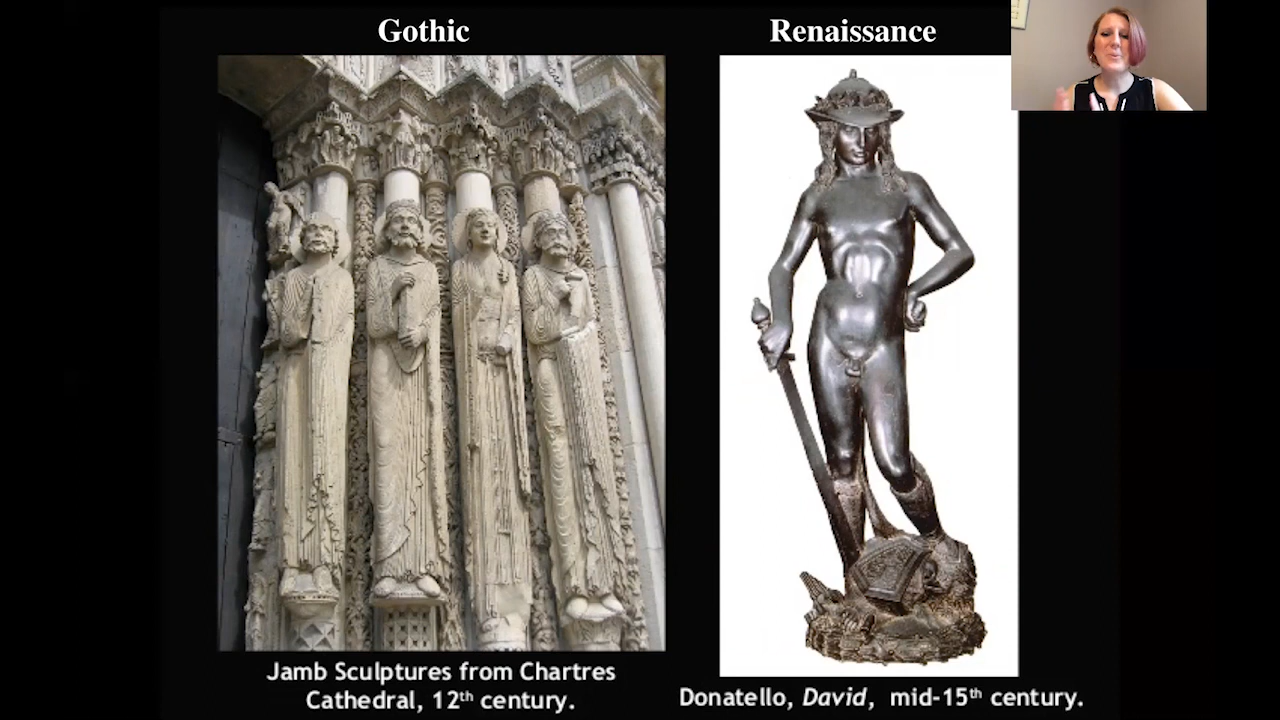 Gothic
Renaissance
Jamb Sculptures from Chartres
Cathedral, 12th century.
Donatello, David, mid-15th century.